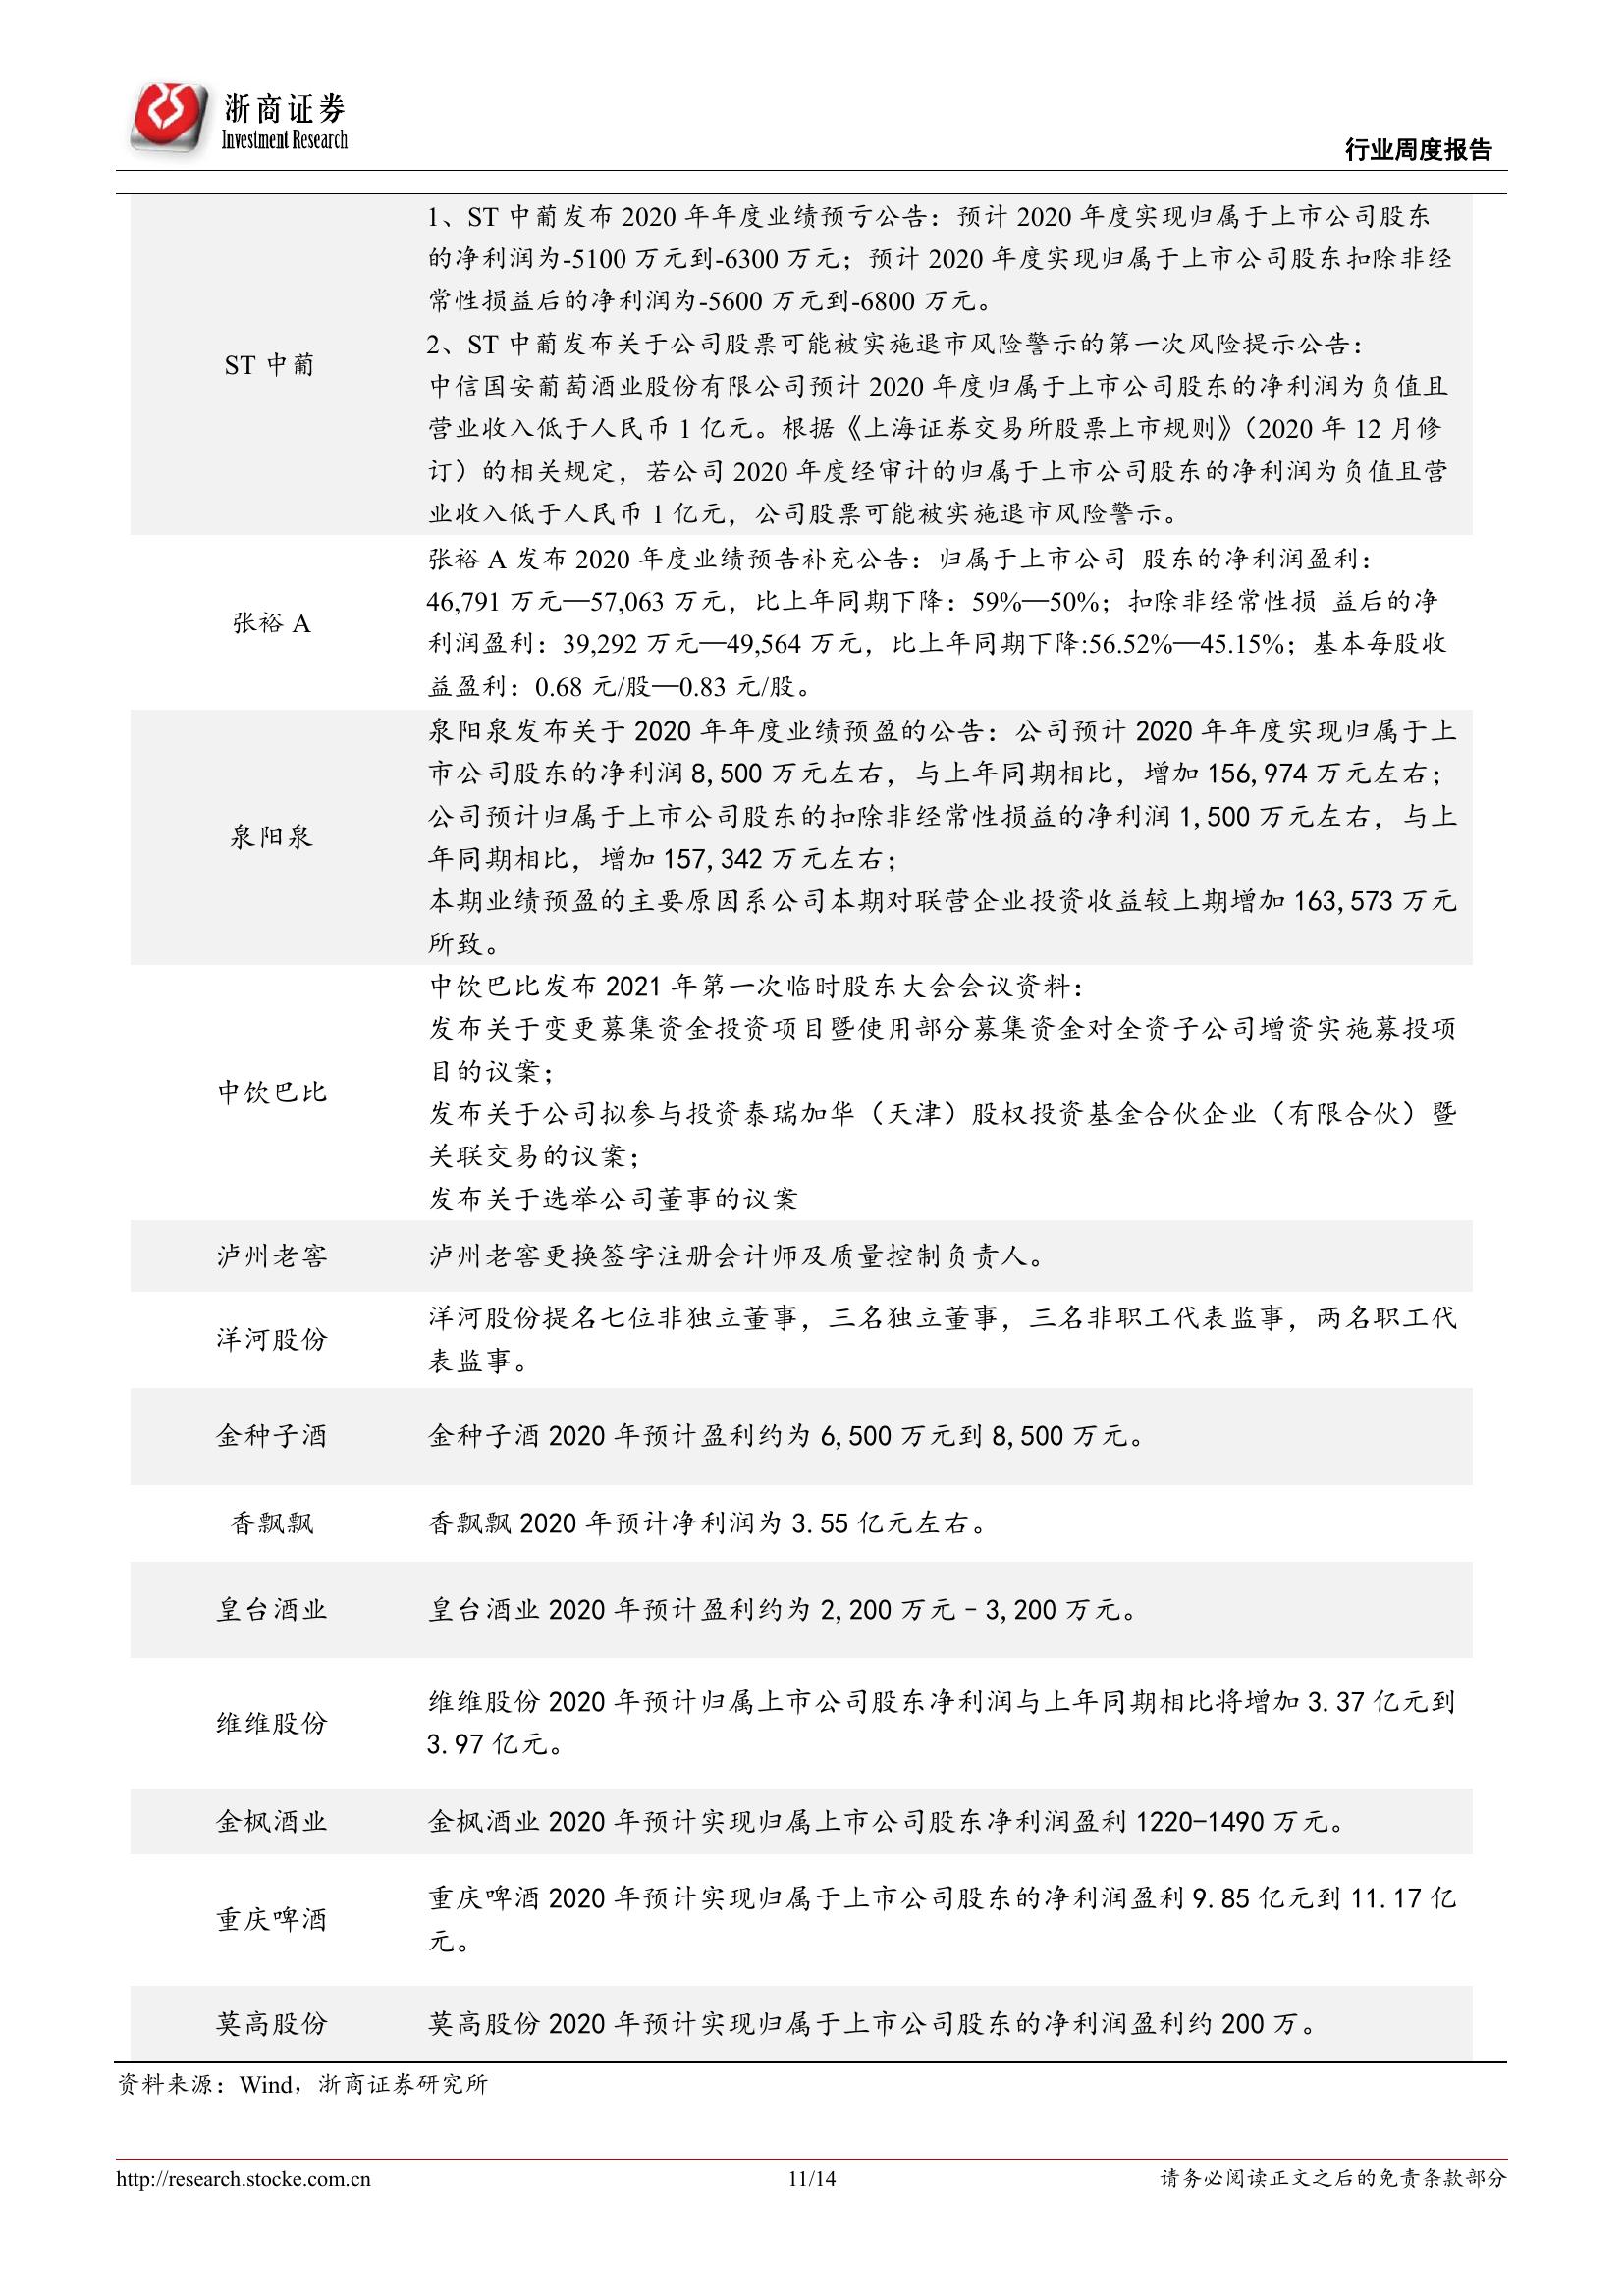 浙商证券
Investment Research
行业周度报告
ST 中葡
1、ST 中葡发布 2020 年年度业绩预亏公告：预计 2020 年度实现归属于上市公司股东
的净利润为-5100 万元到-6300 万元；预计 2020 年度实现归属于上市公司股东扣除非经
常性损益后的净利润为-5600 万元到-6800 万元。
2、ST 中葡发布关于公司股票可能被实施退市风险警示的第一次风险提示公告：
中信国安葡萄酒业股份有限公司预计 2020 年度归属于上市公司股东的净利润为负值且
营业收入低于人民币 1 亿元。根据《上海证券交易所股票上市规则》（2020 年 12 月修
订）的相关规定，若公司 2020 年度经审计的归属于上市公司股东的净利润为负值且营
业收入低于人民币 1 亿元，公司股票可能被实施退市风险警示。
张裕 A
张裕 A 发布 2020 年度业绩预告补充公告：归属于上市公司 股东的净利润盈利：
46,791 万元—57,063 万元，比上年同期下降：59%—50%；扣除非经常性损 益后的净
利润盈利：39,292 万元—49,564 万元，比上年同期下降:56.52%—45.15%；基本每股收
益盈利：0.68 元/股—0.83 元/股。
泉阳泉
泉阳泉发布关于 2020 年年度业绩预盈的公告：公司预计 2020 年年度实现归属于上
市公司股东的净利润 8,500 万元左右，与上年同期相比，增加 156,974 万元左右；
公司预计归属于上市公司股东的扣除非经常性损益的净利润 1,500 万元左右，与上
年同期相比，增加 157,342 万元左右；
本期业绩预盈的主要原因系公司本期对联营企业投资收益较上期增加 163,573 万元
所致。
中饮巴比
中饮巴比发布 2021 年第一次临时股东大会会议资料：
发布关于变更募集资金投资项目暨使用部分募集资金对全资子公司增资实施募投项
目的议案；
发布关于公司拟参与投资泰瑞加华（天津）股权投资基金合伙企业（有限合伙）暨
关联交易的议案；
发布关于选举公司董事的议案
泸州老窖
泸州老窖更换签字注册会计师及质量控制负责人。
洋河股份
洋河股份提名七位非独立董事，三名独立董事，三名非职工代表监事，两名职工代
表监事。
金种子酒
金种子酒 2020 年预计盈利约为 6,500 万元到 8,500 万元。
香飘飘
香飘飘 2020 年预计净利润为 3.55 亿元左右。
皇台酒业
皇台酒业 2020 年预计盈利约为 2,200 万元–3,200 万元。
维维股份
维维股份 2020 年预计归属上市公司股东净利润与上年同期相比将增加 3.37 亿元到
3.97 亿元。
金枫酒业
金枫酒业 2020 年预计实现归属上市公司股东净利润盈利 1220-1490 万元。
重庆啤酒
重庆啤酒 2020 年预计实现归属于上市公司股东的净利润盈利 9.85 亿元到 11.17 亿
元。
莫高股份
莫高股份 2020 年预计实现归属于上市公司股东的净利润盈利约 200 万。
资料来源：Wind，浙商证券研究所
http://research.stocke.com.cn
11/14
请务必阅读正文之后的免责条款部分